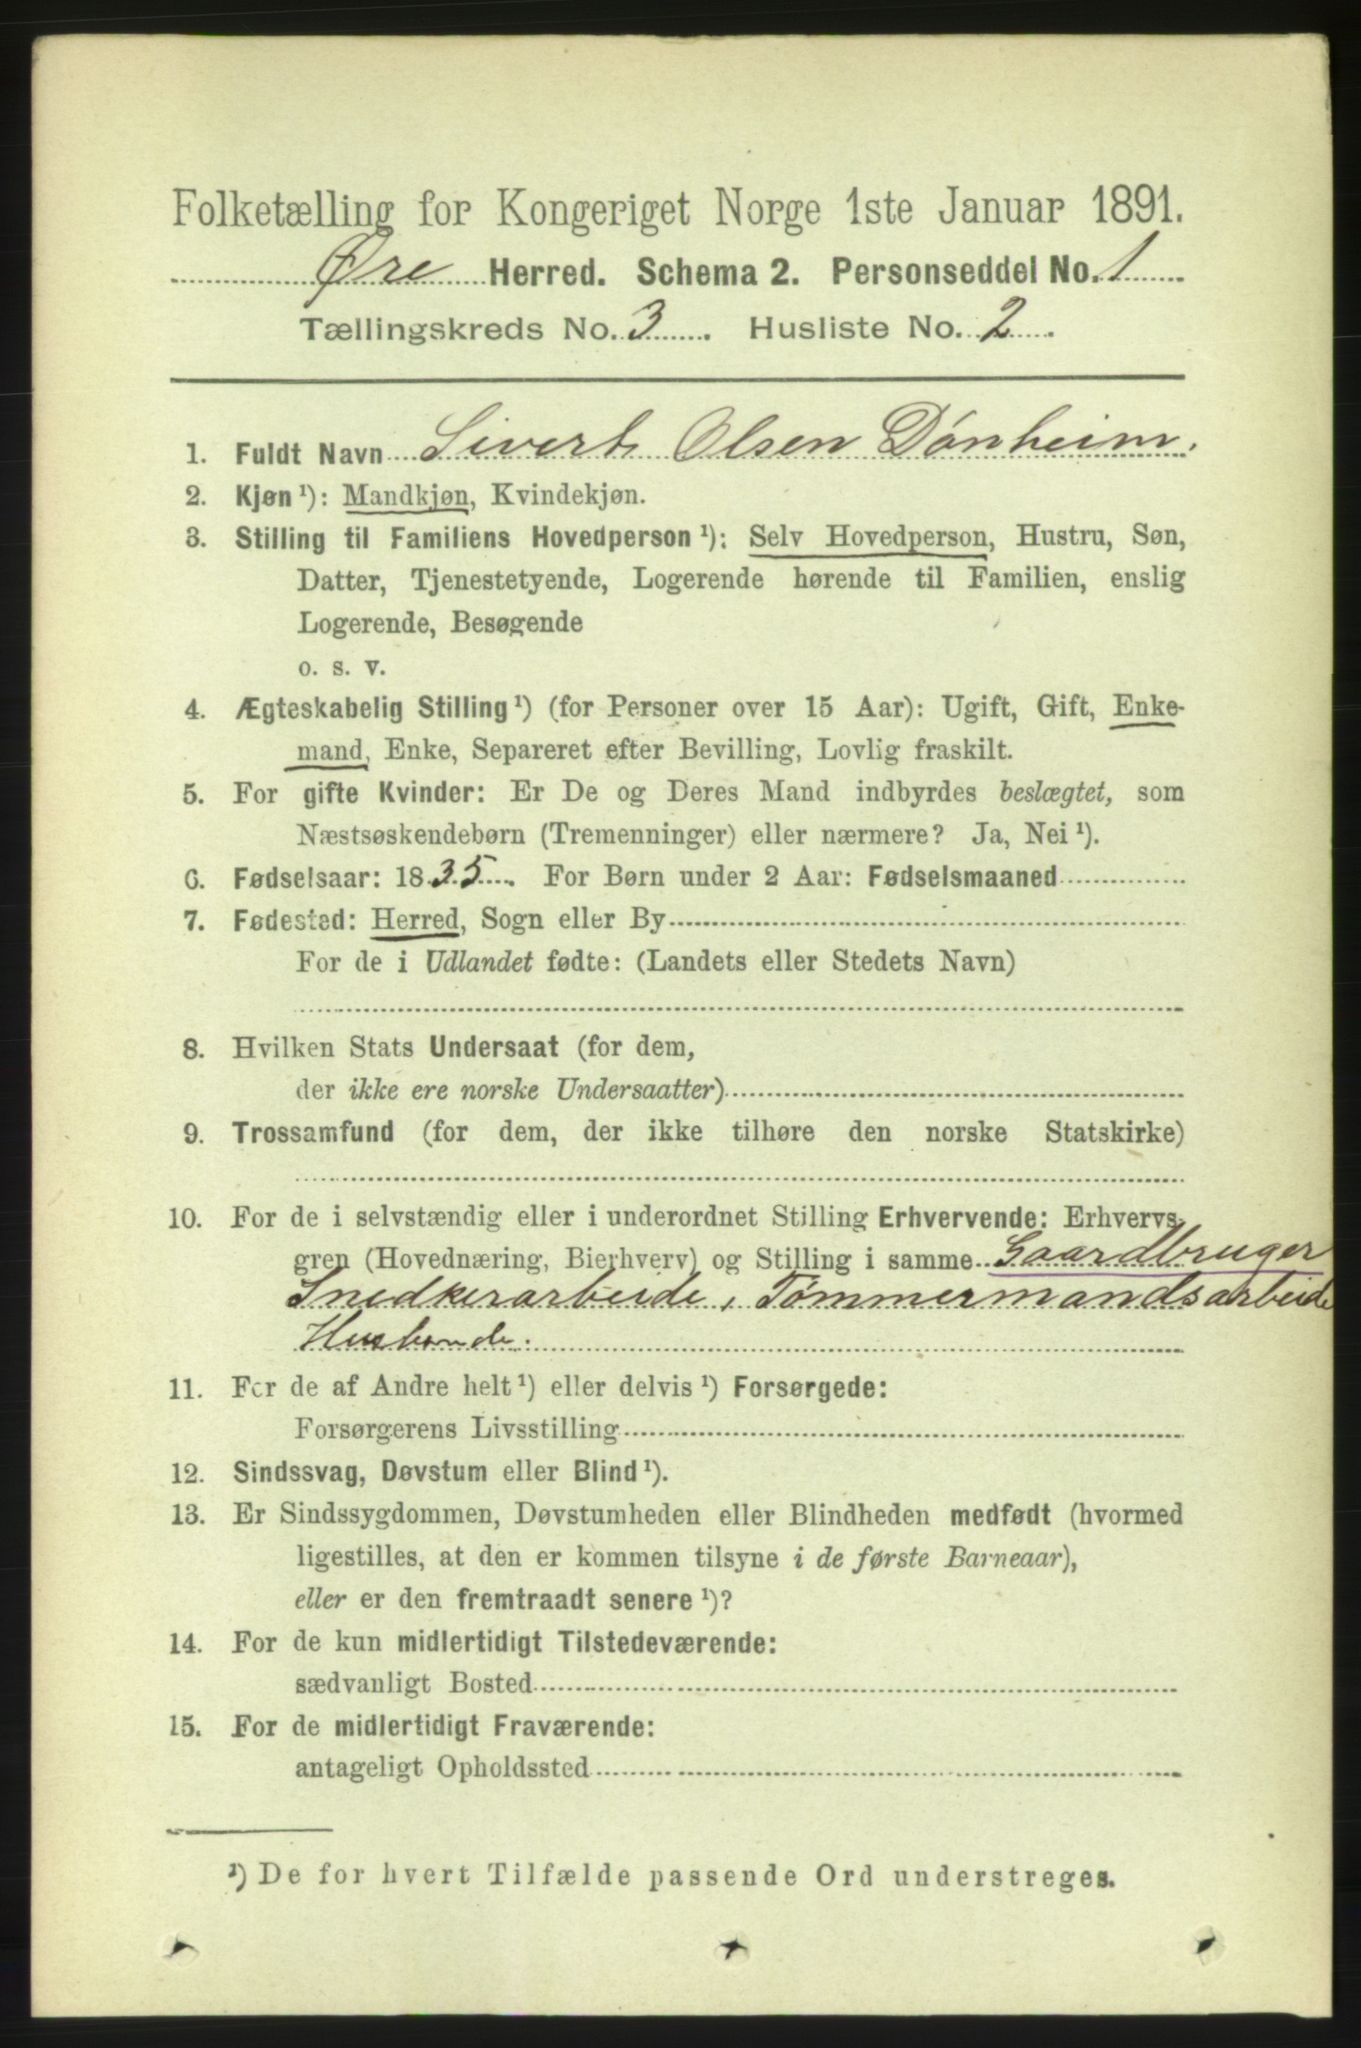 Folketælling for Kongeriget Norge 1ste Januar 1891.
Øre Herred. Schema 2. Personseddel No. 1
Tællingskreds No. 3. Husliste No. 2.
1. Fuldt Navn Sivert Olsen Dønheim.
2. Kjøn ¹): Mandkjøn, Kvindekjøn.
3. Stilling til Familiens Hovedperson ¹): Selv Hovedperson, Hustru, Søn,
Datter, Tjenestetyende, Logerende hørende til Familien, enslig
Logerende, Besøgende
o. s. v.
4. Ægteskabelig Stilling ¹) (for Personer over 15 Aar): Ugift, Gift, Enke-
mand, Enke, Separeret efter Bevilling, Lovlig fraskilt.
5. For gifte Kvinder: Er De og Deres Mand indbyrdes beslægtet, som
Næstsøskendebørn (Tremenninger) eller nærmere? Ja, Nei ¹).
6. Fødselsaar: 1835. For Børn under 2 Aar: Fødselsmaaned
7. Fødested: Herred, Sogn eller By
For de i Udlandet fødte: (Landets eller Stedets Navn)
8. Hvilken Stats Undersaat (for dem,
der ikke ere norske Undersaatter)
9. Trossamfund (for dem, der ikke tilhøre den norske Statskirke)
10. For de i selvstændig eller i underordnet Stilling Erhvervende: Erhvervs-
gren (Hovednæring, Bierhverv) og Stilling i samme Gaardbruger
Snedkerarbeide, Tømmermandsarbeide
Husbonde.
11. For de af Andre helt ¹) eller delvis ¹) Forsørgede:
Forsørgerens Livsstilling
12. Sindssvag, Døvstum eller Blind ¹).
13. Er Sindssygdommen, Døvstumheden eller Blindheden medfødt (hvormed
ligestilles, at den er kommen tilsyne i de første Barneaar),
eller er den fremtraadt senere ¹)?
14. For de kun midlertidigt Tilstedeværende:
sædvanligt Bosted
15. For de midlertidigt Fraværende:
antageligt Opholdssted
¹) De for hvert Tilfælde passende Ord understreges.